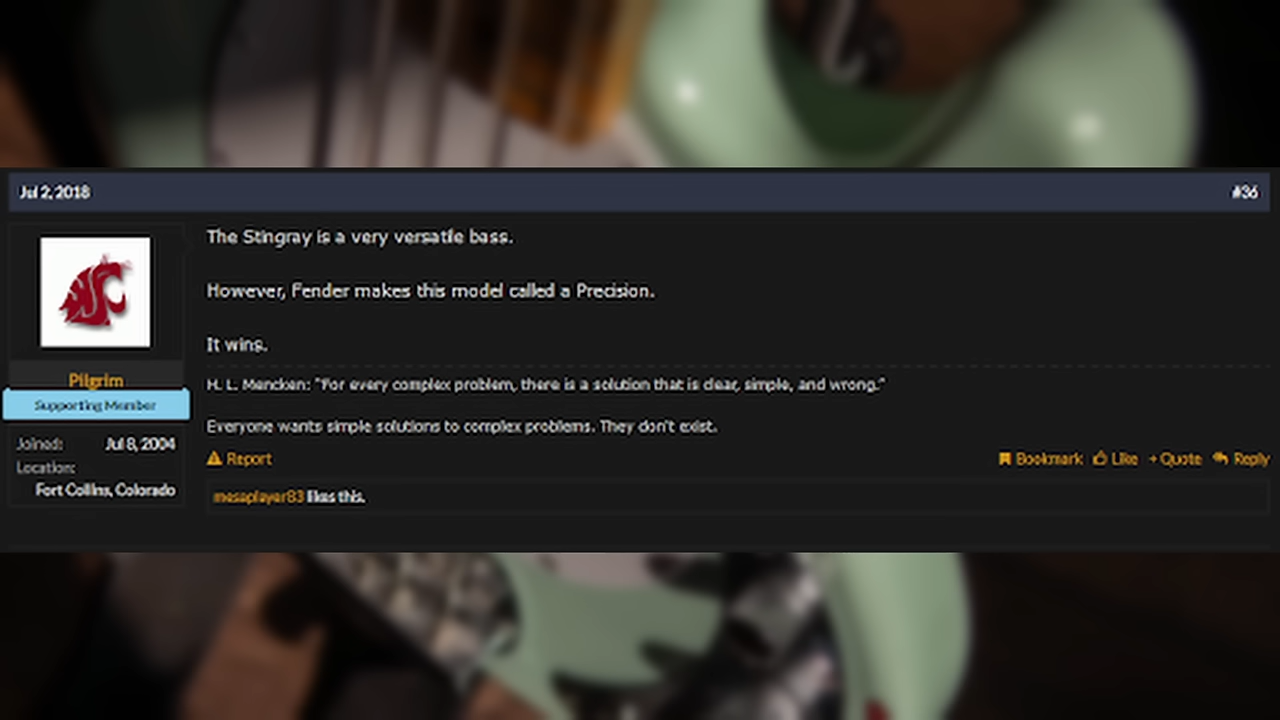 Jul 2, 2018 #36
The Stingray is a very versatile bass.
However, Fender makes this model called a Precision.
It wins.
Pilgrim
Supporting Member
Joined: Jul 8, 2004
Location:
Fort Collins, Colorado
H. L. Mencken: "For every complex problem, there is a solution that is clear, simple, and wrong."
Everyone wants simple solutions to complex problems. They don't exist.
Report Bookmark Like + Quote Reply
mesaplayer83 likes this.